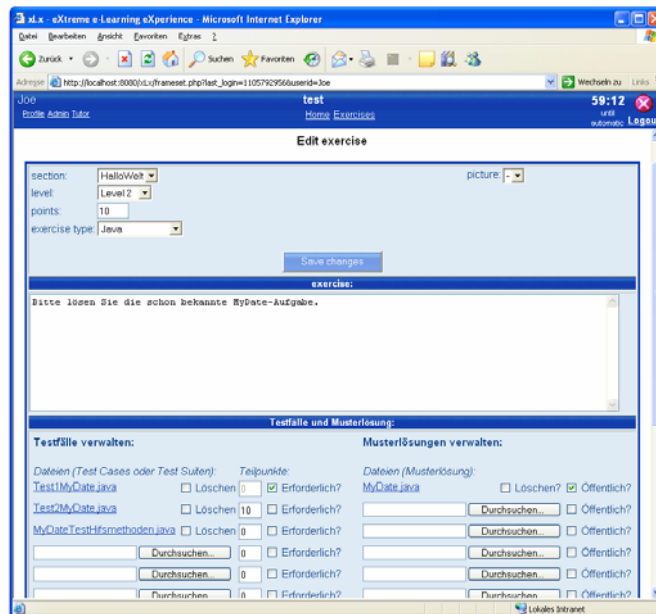 xLx - eXtreme e-Learning eXperience - Microsoft Internet Explorer
Datei Bearbeiten Ansicht Favoriten Extras ?
Zurück Suchen Favoriten
Adresse http://localhost:8080/xLx/frameset.php?last_login=1105792956&userid=Joe Wechseln zu Links
Joe test 59:12
Profile Admin Tutor Home Exercises until automatic Logou
Edit exercise
section: HalloWelt picture: -
level: Level 2
points: 10
exercise type: Java
Save changes
exercise:
Bitte lösen Sie die schon bekannte MyDate-Aufgabe.
Testfälle und Musterlösung:
Testfälle verwalten: Musterlösungen verwalten:
Dateien (Test Cases oder Test Suiten): Teilpunkte: Dateien (Musterlösung):
Test1MyDate.java Löschen 0 Erforderlich? MyDate.java Löschen? Öffentlich?
Test2MyDate.java Löschen 10 Erforderlich? Durchsuchen... Öffentlich?
MyDateTestHilfsmethoden.java Löschen 0 Erforderlich? Durchsuchen... Öffentlich?
Durchsuchen... 0 Erforderlich? Durchsuchen... Öffentlich?
Durchsuchen... 0 Erforderlich? Durchsuchen... Öffentlich?
Durchsuchen... 0 Erforderlich? Durchsuchen... Öffentlich?
Lokales Intranet